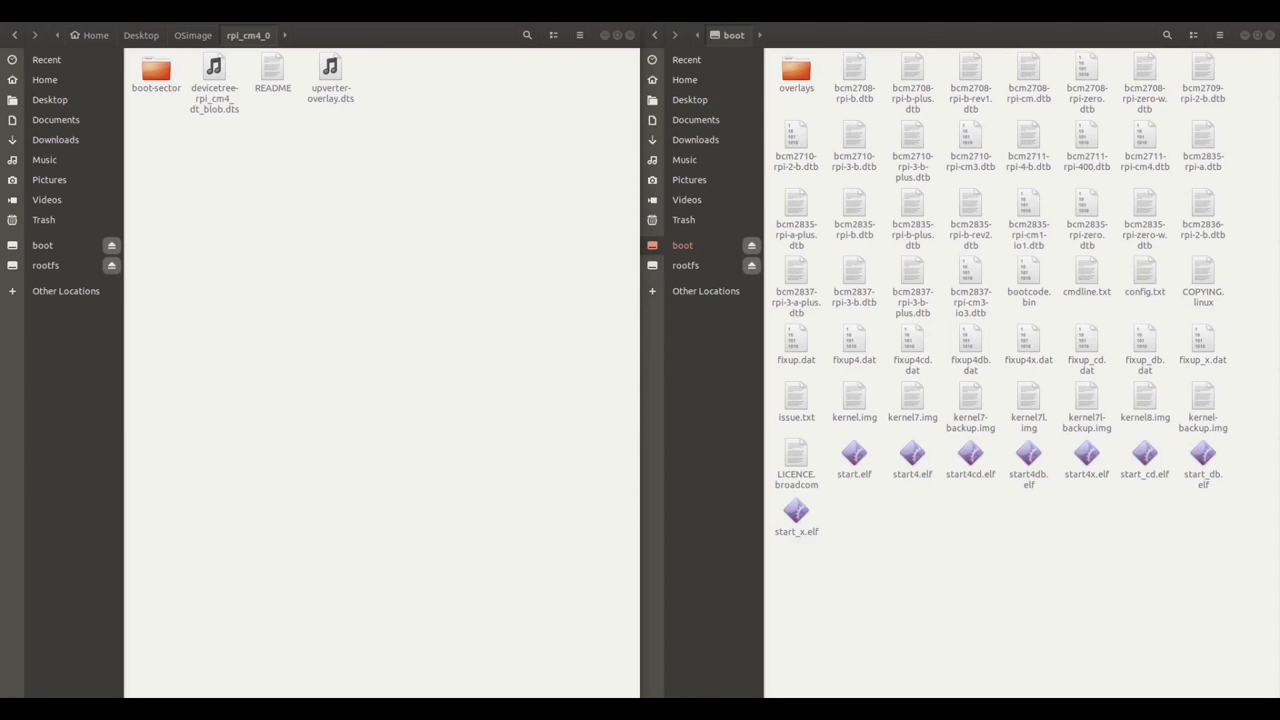 Home Desktop OSimage rpi_cm4_0
Recent
Home
Desktop
Documents
Downloads
Music
Pictures
Videos
Trash
boot
rootfs
Other Locations
boot-sector
devicetree-
rpi_cm4_
dt_blob.dts
README
upverter-
overlay.dts
boot
Recent
Home
Desktop
Documents
Downloads
Music
Pictures
Videos
Trash
boot
rootfs
Other Locations
overlays
bcm2708-
rpi-b.dtb
bcm2708-
rpi-b-plus.
dtb
bcm2708-
rpi-b-rev1.
dtb
bcm2708-
rpi-cm.dtb
bcm2708-
rpi-zero.
dtb
bcm2708-
rpi-zero-w.
dtb
bcm2709-
rpi-2-b.dtb
bcm2710-
rpi-2-b.dtb
bcm2710-
rpi-3-b.dtb
bcm2710-
rpi-3-b-
plus.dtb
bcm2710-
rpi-cm3.dtb
bcm2711-
rpi-4-b.dtb
bcm2711-
rpi-400.dtb
bcm2711-
rpi-cm4.dtb
bcm2835-
rpi-a.dtb
bcm2835-
rpi-a-plus.
dtb
bcm2835-
rpi-b.dtb
bcm2835-
rpi-b-plus.
dtb
bcm2835-
rpi-b-rev2.
dtb
bcm2835-
rpi-cm1-
io1.dtb
bcm2835-
rpi-zero.
dtb
bcm2835-
rpi-zero-w.
dtb
bcm2836-
rpi-2-b.dtb
bcm2837-
rpi-3-a-plus.
dtb
bcm2837-
rpi-3-b.dtb
bcm2837-
rpi-3-b-
plus.dtb
bcm2837-
rpi-cm3-
io3.dtb
bootcode.
bin
cmdline.txt
config.txt
COPYING.
linux
fixup.dat
fixup4.dat
fixup4cd.
dat
fixup4db.
dat
fixup4x.dat
fixup_cd.
dat
fixup_db.
dat
fixup_x.dat
issue.txt
kernel.img
kernel7.img
kernel7-
backup.img
kernel7l.
img
kernel7l-
backup.img
kernel8.img
kernel-
backup.img
LICENCE.
broadcom
start.elf
start4.elf
start4cd.elf
start4db.
elf
start4x.elf
start_cd.elf
start_db.
elf
start_x.elf